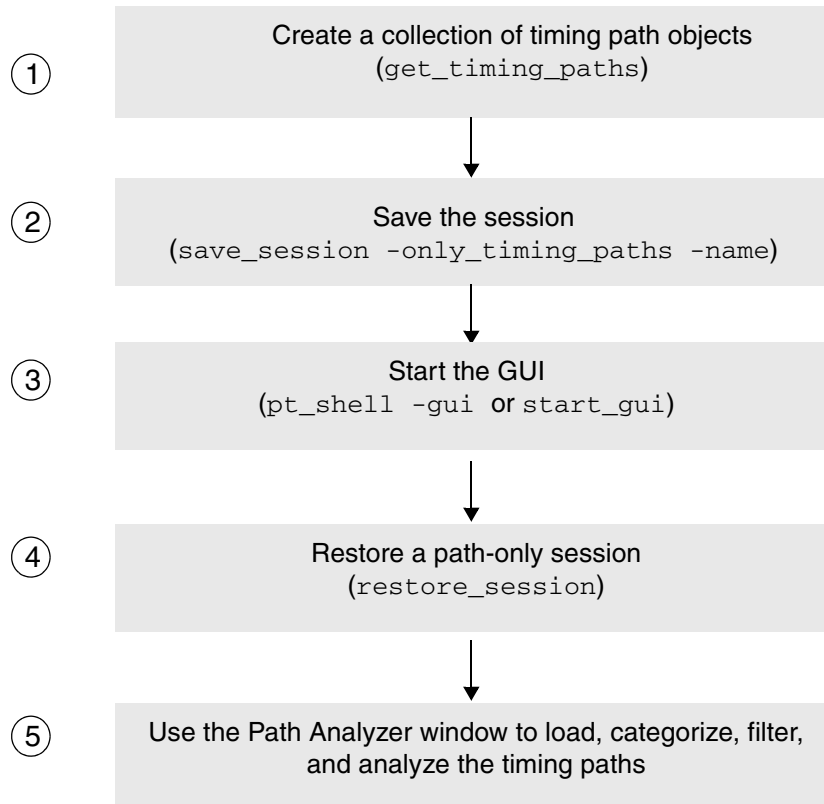 Create a collection of timing path objects
1
(get_timing_paths)
2
Save the session
(save_session -only_timing_paths -name)
3
Start the GUI
(pt_shell -gui or start_gui)
4
Restore a path-only session
(restore_session)
5
Use the Path Analyzer window to load, categorize, filter,
and analyze the timing paths